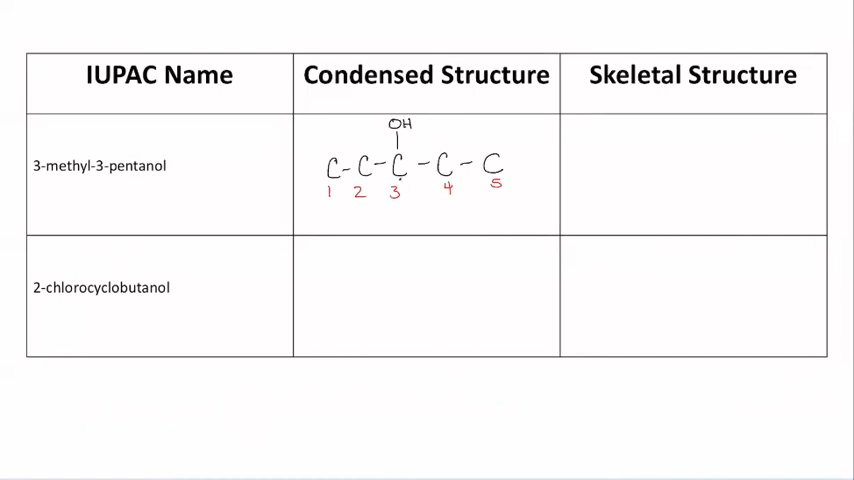 IUPAC Name Condensed Structure Skeletal Structure
OH
3-methyl-3-pentanol C - C - C - C - C
1 2 3 4 5
2-chlorocyclobutanol